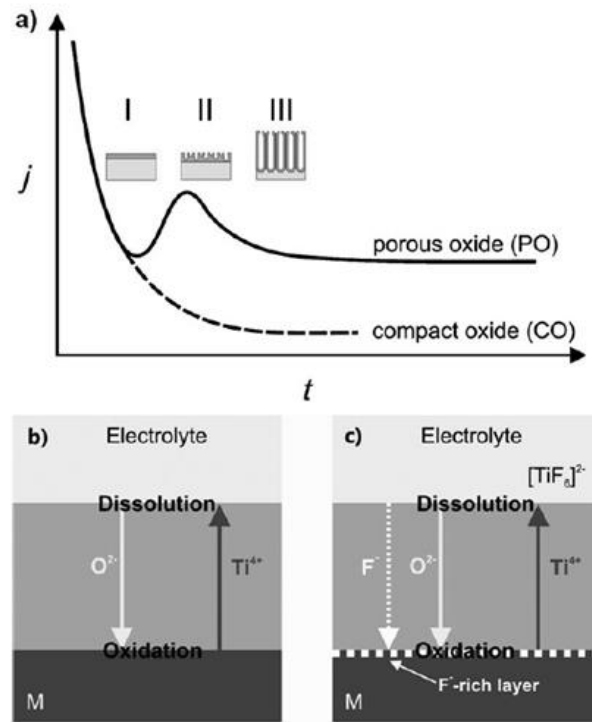 a)
I II III
j
porous oxide (PO)
compact oxide (CO)
t
b) Electrolyte
Dissolution
O²⁻ Ti⁴⁺
Oxidation
M
c) Electrolyte
[TiF₆]²⁻
Dissolution
F⁻ O²⁻ Ti⁴⁺
Oxidation
M F⁻-rich layer